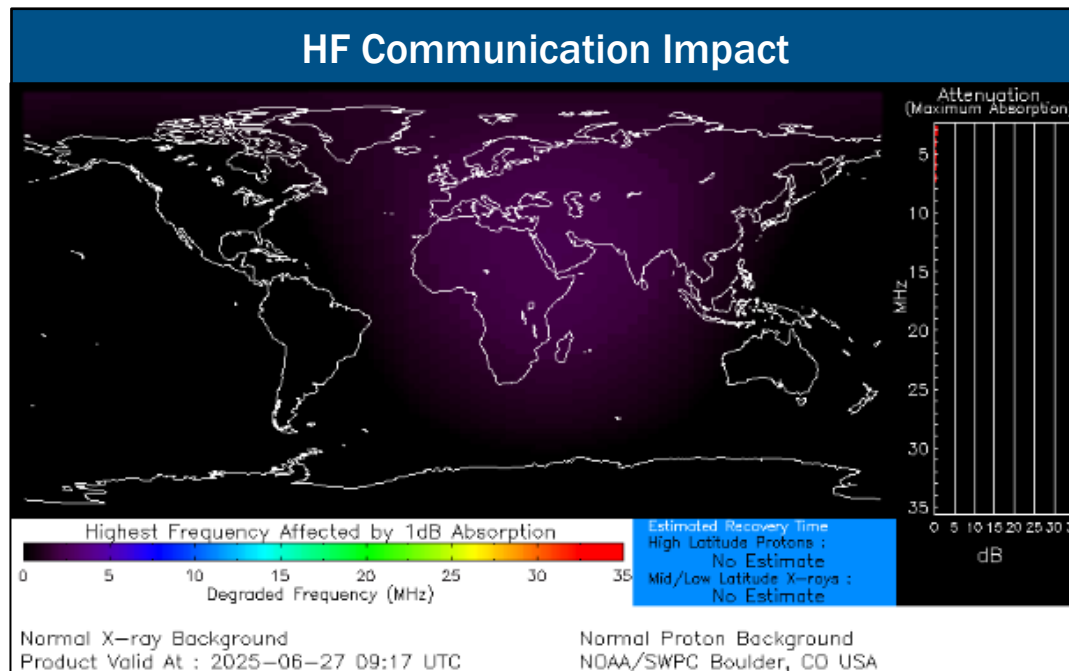 HF Communication Impact
Attenuation
(Maximum Absorption
5
10
15
20
25
30
35
MHz
0 5 10 15 20 25 30
dB
Highest Frequency Affected by 1dB Absorption
0 5 10 15 20 25 30 35
Degraded Frequency (MHz)
Estimated Recovery Time
High Latitude Protons :
No Estimate
Mid/Low Latitude X-rays :
No Estimate
Normal X-ray Background
Product Valid At : 2025-06-27 09:17 UTC
Normal Proton Background
NOAA/SWPC Boulder, CO USA